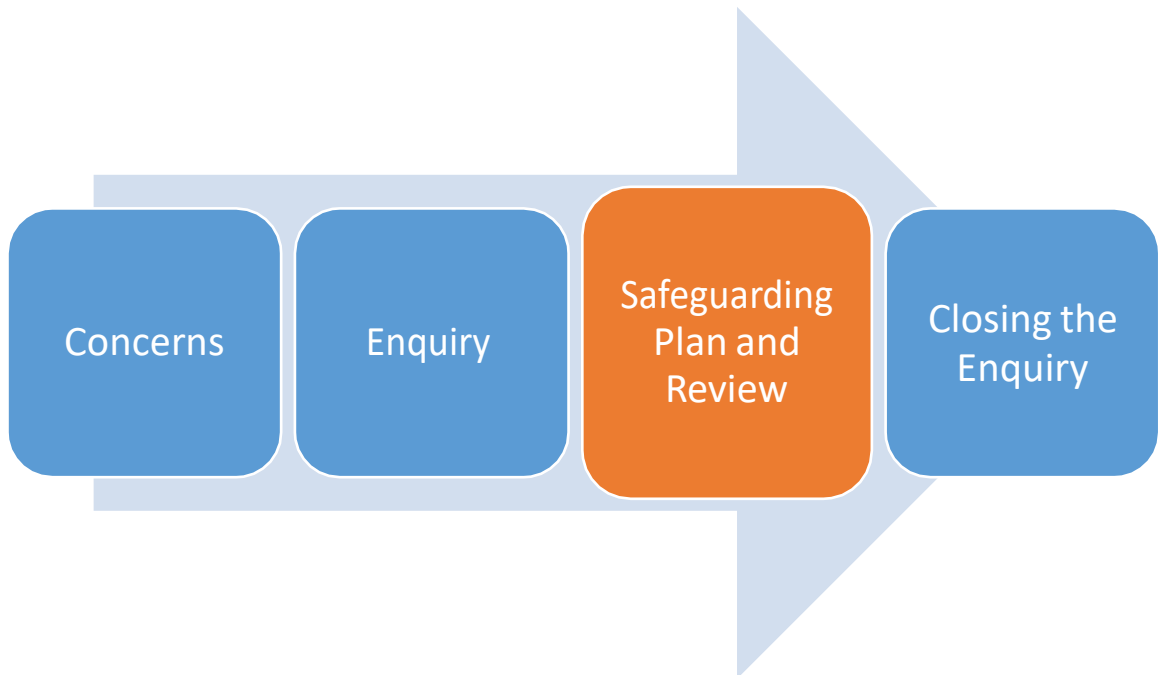 Concerns
Enquiry
Safeguarding
Plan and
Review
Closing the
Enquiry